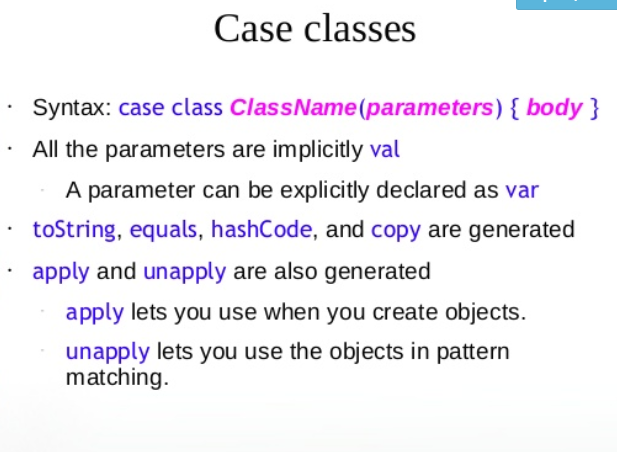 Case classes
· Syntax: case class ClassName(parameters) { body }
· All the parameters are implicitly val
· A parameter can be explicitly declared as var
· toString, equals, hashCode, and copy are generated
· apply and unapply are also generated
· apply lets you use when you create objects.
· unapply lets you use the objects in pattern
matching.